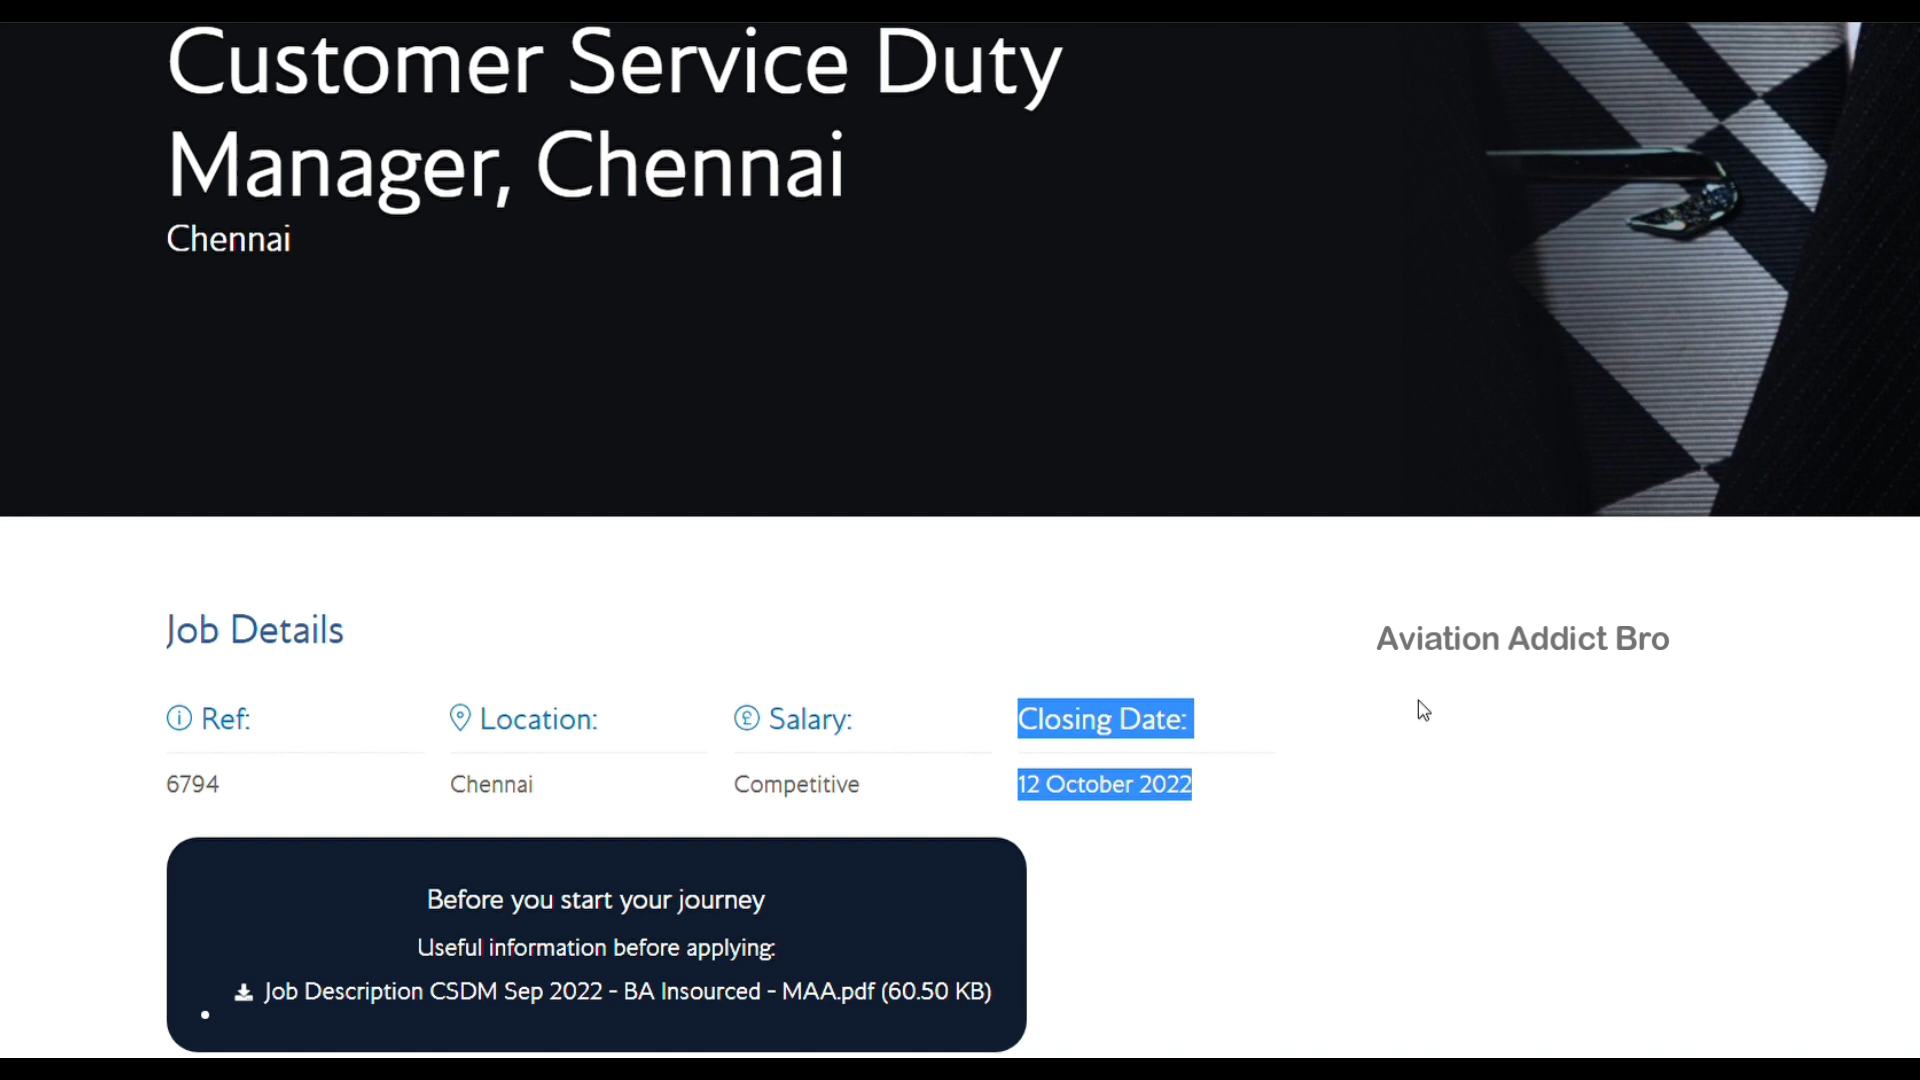 Customer Service Duty
Manager, Chennai
Chennai
Job Details
Aviation Addict Bro
Ref:
Location:
Salary:
Closing Date:
6794
Chennai
Competitive
12 October 2022
Before you start your journey
Useful information before applying:
Job Description CSDM Sep 2022 - BA Insourced - MAA.pdf (60.50 KB)